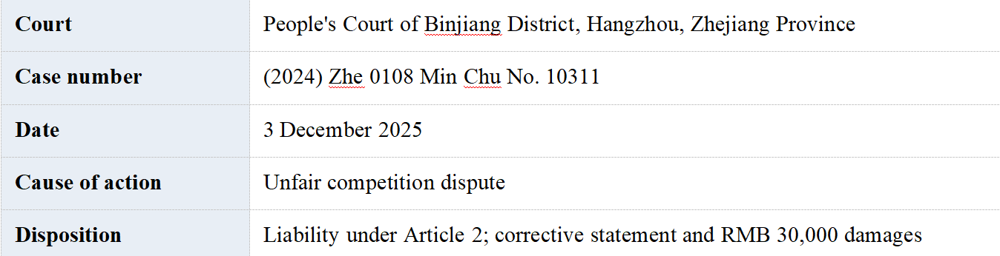 Court People's Court of Binjiang District, Hangzhou, Zhejiang Province
Case number (2024) Zhe 0108 Min Chu No. 10311
Date 3 December 2025
Cause of action Unfair competition dispute
Disposition Liability under Article 2; corrective statement and RMB 30,000 damages